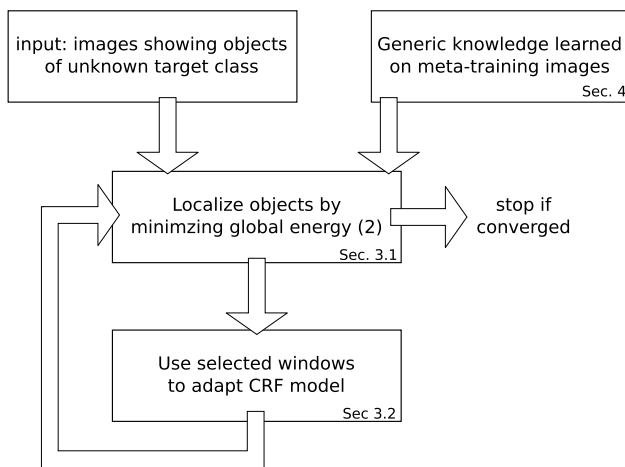 input: images showing objects
of unknown target class
Generic knowledge learned
on meta-training images
Sec. 4
Localize objects by
minimzing global energy (2)
Sec. 3.1
stop if
converged
Use selected windows
to adapt CRF model
Sec 3.2